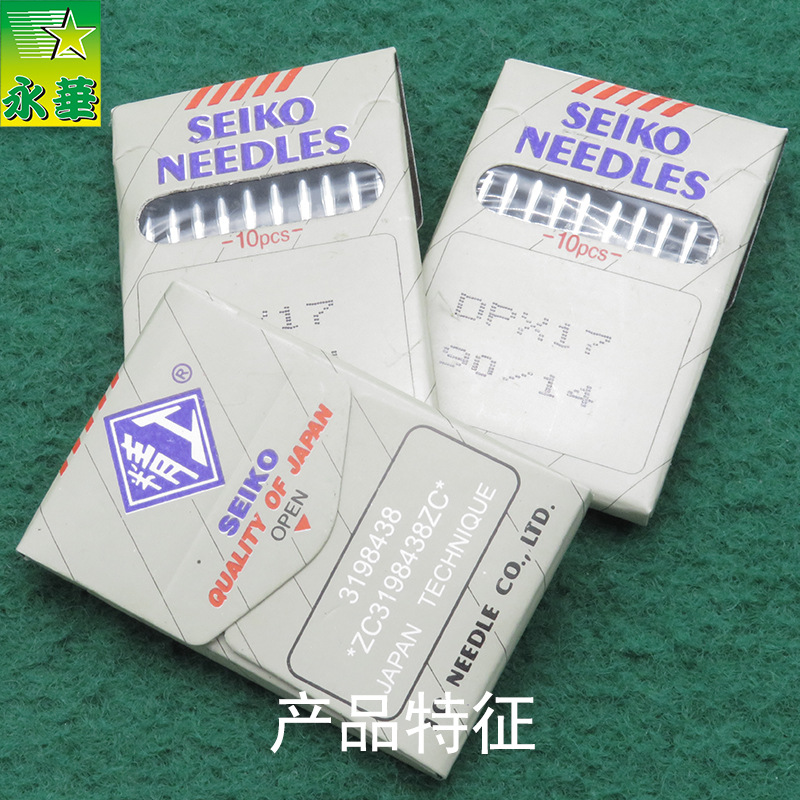 永華
SEIKO
NEEDLES
-10pcs-
17
SEIKO
NEEDLES
-10pcs-
DPX17
90/14
精工
®
SEIKO
QUALITY OF JAPAN
OPEN
3198438
*ZC3198438ZC*
JAPAN TECHNIQUE
NEEDLE CO., LTD.
产品特征